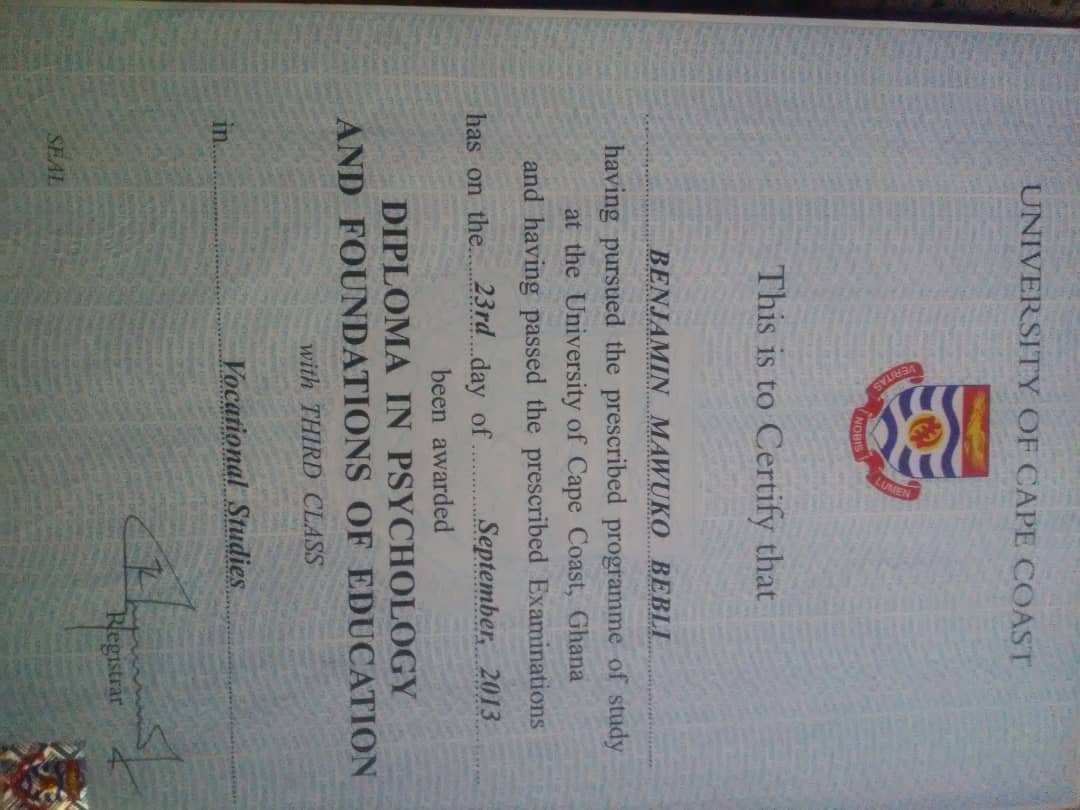 UNIVERSITY OF CAPE COAST
VERITAS NOBIS LUMEN
This is to Certify that
BENJAMIN MAWUKO BEBLI
having pursued the prescribed programme of study
at the University of Cape Coast, Ghana
and having passed the prescribed Examinations
has on the 23rd day of September, 2013
been awarded
DIPLOMA IN PSYCHOLOGY
AND FOUNDATIONS OF EDUCATION
with THIRD CLASS
in Vocational Studies
Registrar
SEAL